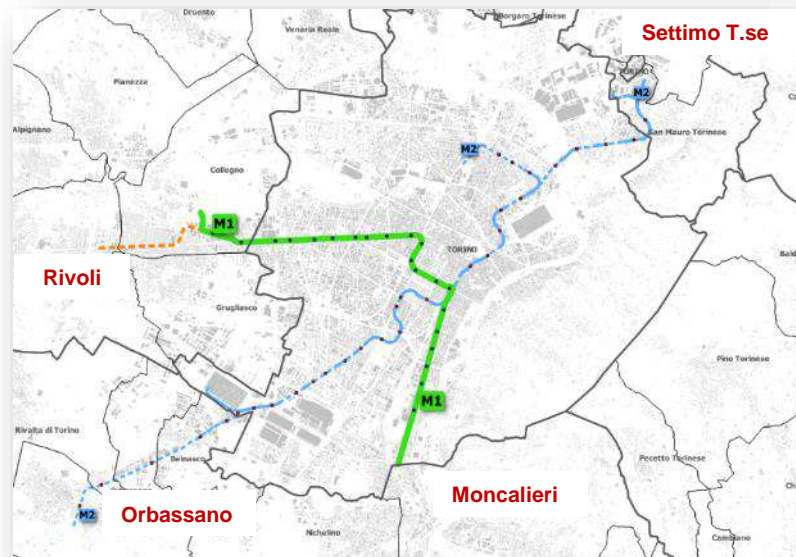 Druento
Venaria Reale
Borgaro Torinese
Settimo T.se
TORINO
M2
Pianezza
Alpignano
San Mauro Torinese
M2
Collegno
M1
TORINO
Rivoli
Grugliasco
Pino Torinese
M1
Rivalta di Torino
Beinasco
Pecetto Torinese
Moncalieri
M2
Orbassano
Nichelino
Cambiano